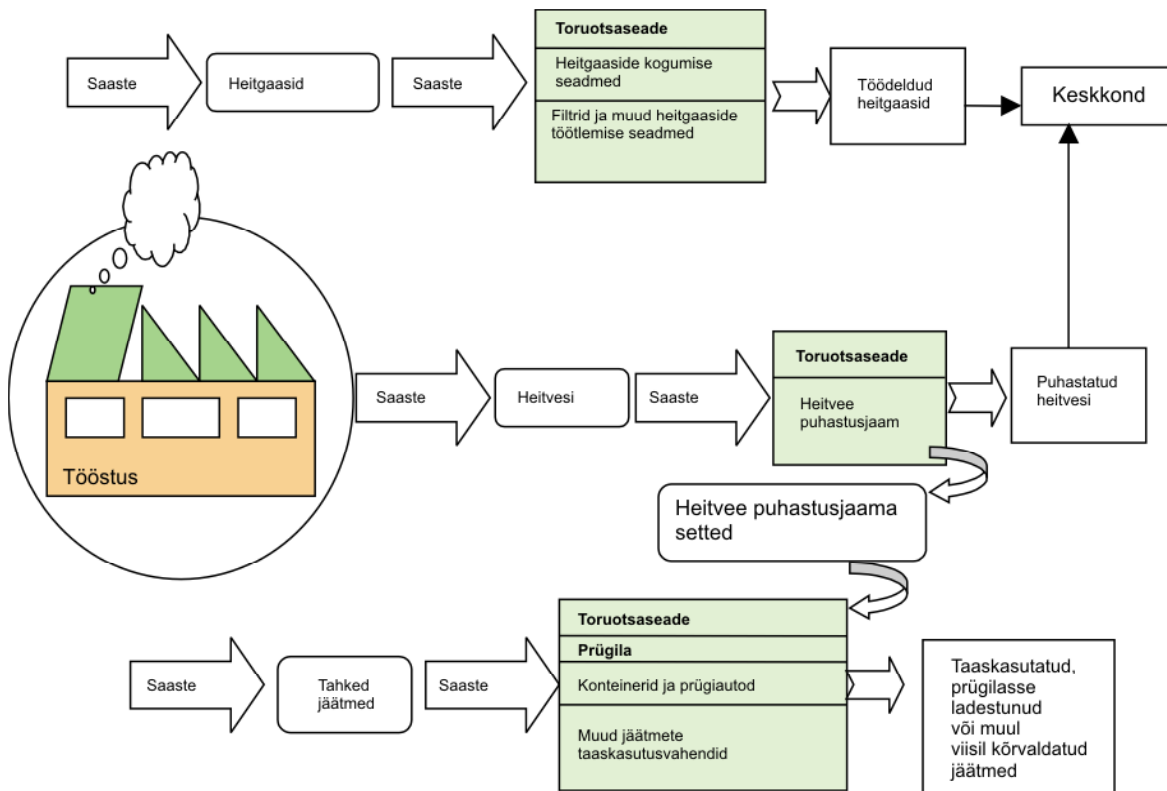 Saaste
Heitgaasid
Saaste
Toruotsaseade
Heitgaaside kogumise
seadmed
Filtrid ja muud heitgaaside
töötlemise seadmed
Töödeldud
heitgaasid
Keskkond
Tööstus
Saaste
Heitvesi
Saaste
Toruotsaseade
Heitvee
puhastusjaam
Puhastatud
heitvesi
Heitvee puhastusjaama
setted
Saaste
Tahked
jäätmed
Saaste
Toruotsaseade
Prügila
Konteinerid ja prügiautod
Muud jäätmete
taaskasutusvahendid
Taaskasutatud,
prügilasse
ladestunud
või muul
viisil kõrvaldatud
jäätmed